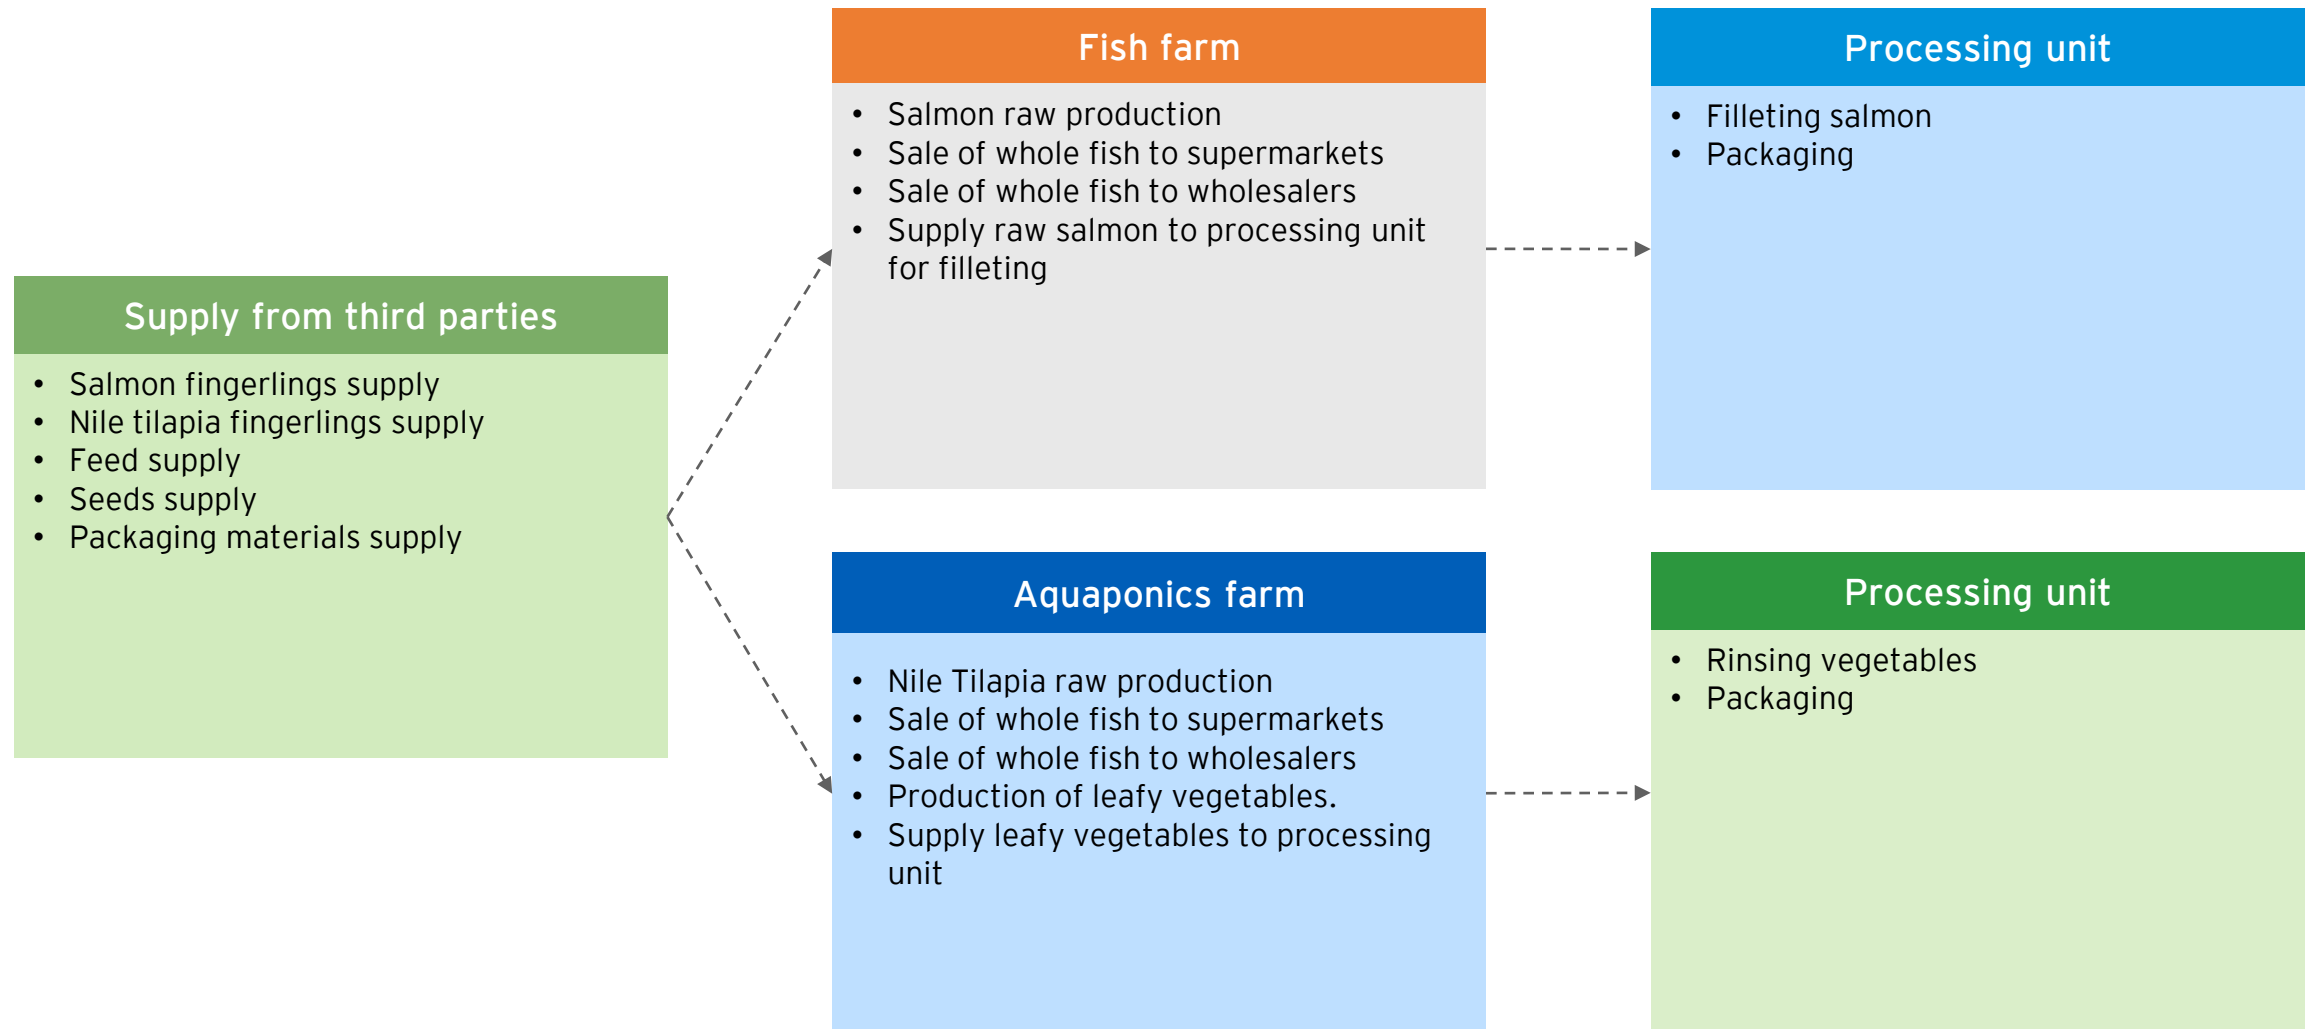 Supply from third parties
• Salmon fingerlings supply
• Nile tilapia fingerlings supply
• Feed supply
• Seeds supply
• Packaging materials supply
Fish farm
• Salmon raw production
• Sale of whole fish to supermarkets
• Sale of whole fish to wholesalers
• Supply raw salmon to processing unit
for filleting
Processing unit
• Filleting salmon
• Packaging
Aquaponics farm
• Nile Tilapia raw production
• Sale of whole fish to supermarkets
• Sale of whole fish to wholesalers
• Production of leafy vegetables.
• Supply leafy vegetables to processing
unit
Processing unit
• Rinsing vegetables
• Packaging